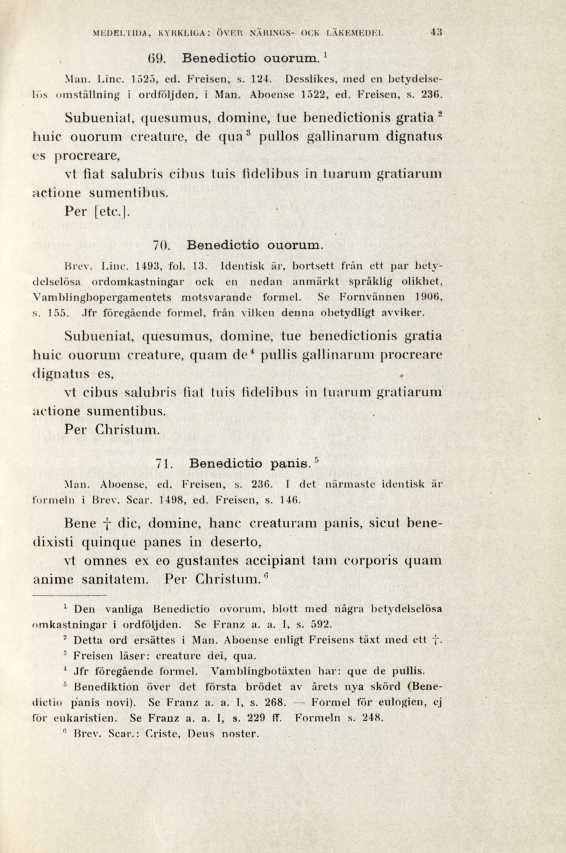 MEDELTIDA, KYRKLIGA: ÖVER NÄRINGS- OCK LÄKEMEDEL 43
69. Benedictio ouorum. ¹
Man. Linc. 1525, ed. Freisen, s. 124. Desslikes, med en betydelse-
lös omställning i ordföljden, i Man. Aboense 1522, ed. Freisen, s. 236.
Subueniat, quesumus, domine, tue benedictionis gratia ²
huic ouorum creature, de qua ³ pullos gallinarum dignatus
es procreare,
vt fiat salubris cibus tuis fidelibus in tuarum gratiarum
actione sumentibus.
Per [etc.].
70. Benedictio ouorum.
Brev. Linc. 1493, fol. 13. Identisk är, bortsett från ett par bety-
delselösa ordomkastningar ock en nedan anmärkt språklig olikhet,
Vamblingbopergamentets motsvarande formel. Se Fornvännen 1906,
s. 155. Jfr föregående formel, från vilken denna obetydligt avviker.
Subueniat, quesumus, domine, tue benedictionis gratia
huic ouorum creature, quam de ⁴ pullis gallinarum procreare
dignatus es,
vt cibus salubris fiat tuis fidelibus in tuarum gratiarum
actione sumentibus.
Per Christum.
71. Benedictio panis. ⁵
Man. Aboense, ed. Freisen, s. 236. I det närmaste identisk är
formeln i Brev. Scar. 1498, ed. Freisen, s. 146.
Bene † dic, domine, hanc creaturam panis, sicut bene-
dixisti quinque panes in deserto,
vt omnes ex eo gustantes accipiant tam corporis quam
anime sanitatem. Per Christum. ⁶
¹ Den vanliga Benedictio ovorum, blott med några betydelselösa
omkastningar i ordföljden. Se Franz a. a. I, s. 592.
² Detta ord ersättes i Man. Aboense enligt Freisens täxt med ett †.
³ Freisen läser: creature dei, qua.
⁴ Jfr föregående formel. Vamblingbotäxten har: que de pullis.
⁵ Benediktion över det första brödet av årets nya skörd (Bene-
dictio panis novi). Se Franz a. a. I, s. 268. — Formel för eulogien, ej
för eukaristien. Se Franz a. a. I, s. 229 ff. Formeln s. 248.
⁶ Brev. Scar.: Criste, Deus noster.